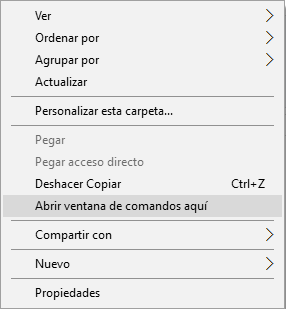 Ver
Ordenar por
Agrupar por
Actualizar
Personalizar esta carpeta...
Pegar
Pegar acceso directo
Deshacer Copiar Ctrl+Z
Abrir ventana de comandos aquí
Compartir con
Nuevo
Propiedades